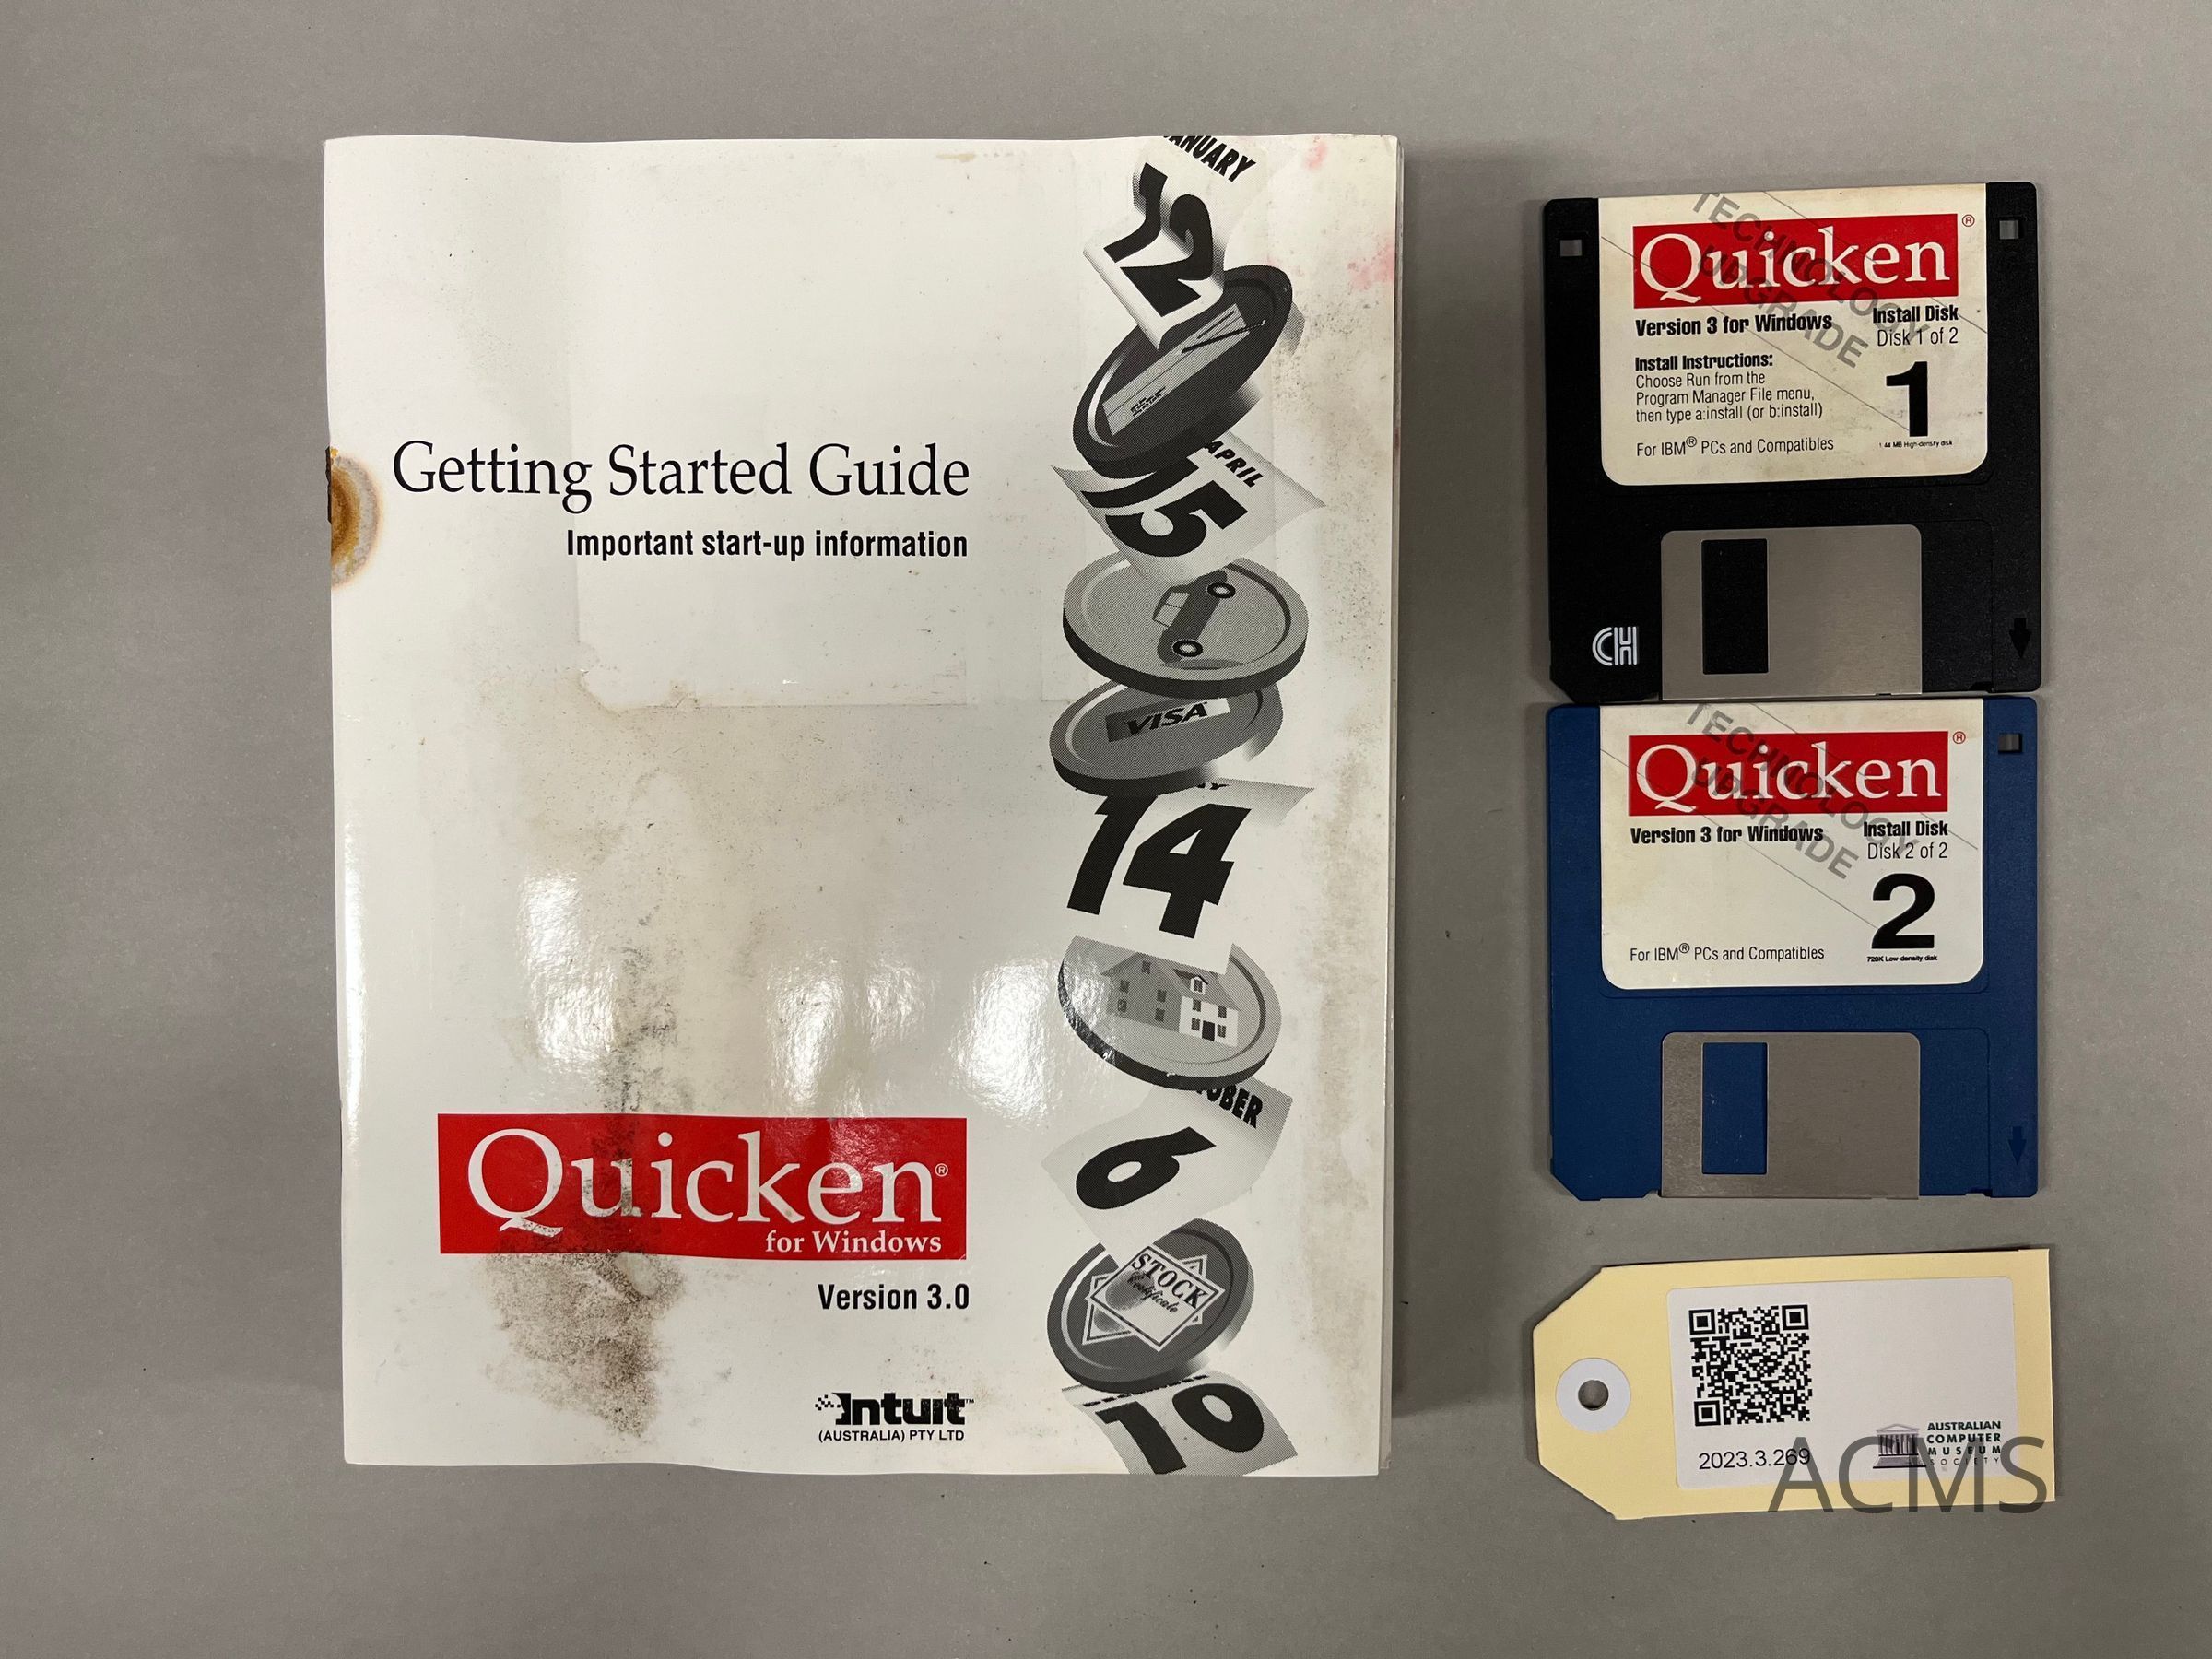 Getting Started Guide
Important start-up information
Quicken®
for Windows
Version 3.0
Intuit™
(AUSTRALIA) PTY LTD
12
APRIL
15
VISA
14
6
STOCK
Certificate
10
TECHNOLOGY
UPGRADE
Quicken®
Version 3 for Windows
Install Disk
Disk 1 of 2
Install Instructions:
Choose Run from the
Program Manager File menu,
then type a:install (or b:install)
1
For IBM® PCs and Compatibles
1.44 MB High-density disk
CH
TECHNOLOGY
UPGRADE
Quicken®
Version 3 for Windows
Install Disk
Disk 2 of 2
2
For IBM® PCs and Compatibles
720K Low-density disk
2023.3.269
AUSTRALIAN
COMPUTER
MUSEUM
SOCIETY
ACMS